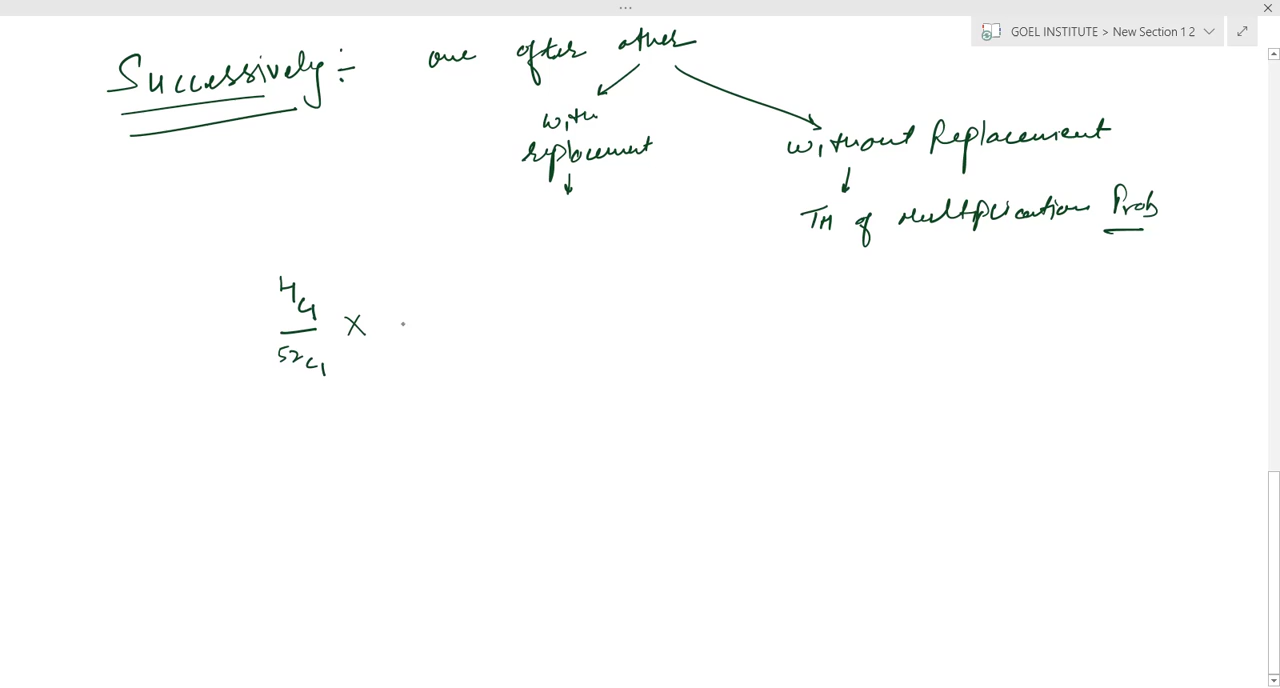 GOEL INSTITUTE > New Section 1 2
Successively :- one after other
with
replacement
without Replacement
TH of Multiplication Prob
4C1
52C1 ×